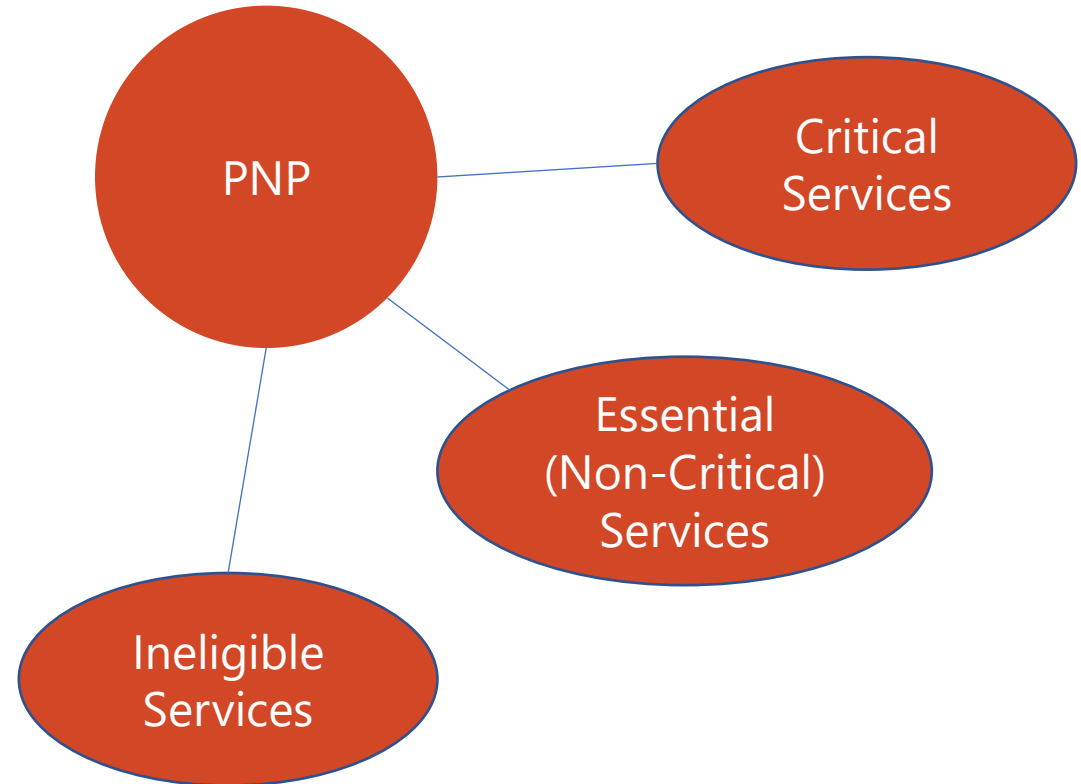 PNP
Critical
Services
Essential
(Non-Critical)
Services
Ineligible
Services